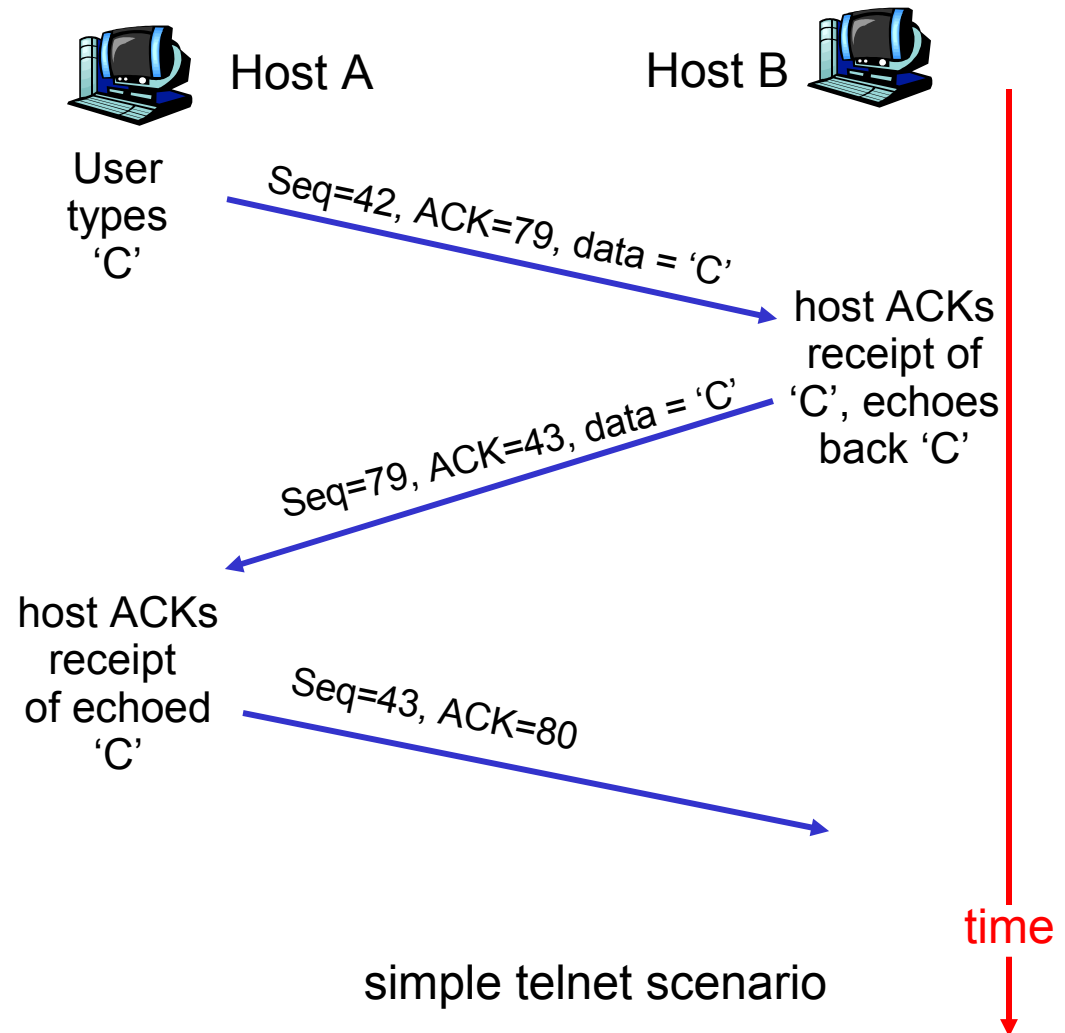 Host A
Host B
User
types
‘C’
Seq=42, ACK=79, data = ‘C’
host ACKs
receipt of
‘C’, echoes
back ‘C’
Seq=79, ACK=43, data = ‘C’
host ACKs
receipt
of echoed
‘C’
Seq=43, ACK=80
time
simple telnet scenario